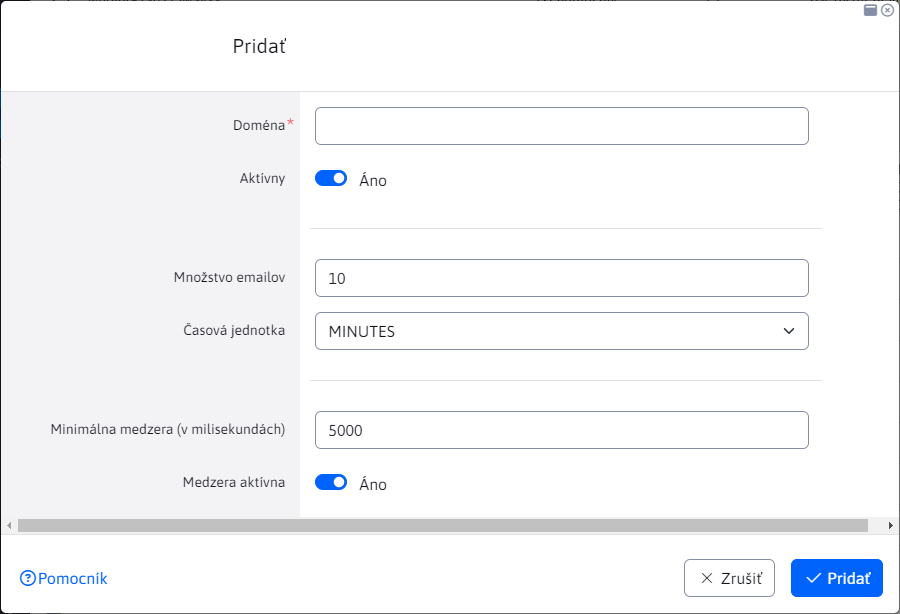 Pridať
Doména*
Aktívny Áno
Množstvo emailov 10
Časová jednotka MINUTES
Minimálna medzera (v milisekundách) 5000
Medzera aktívna Áno
Pomocník Zrušiť Pridať